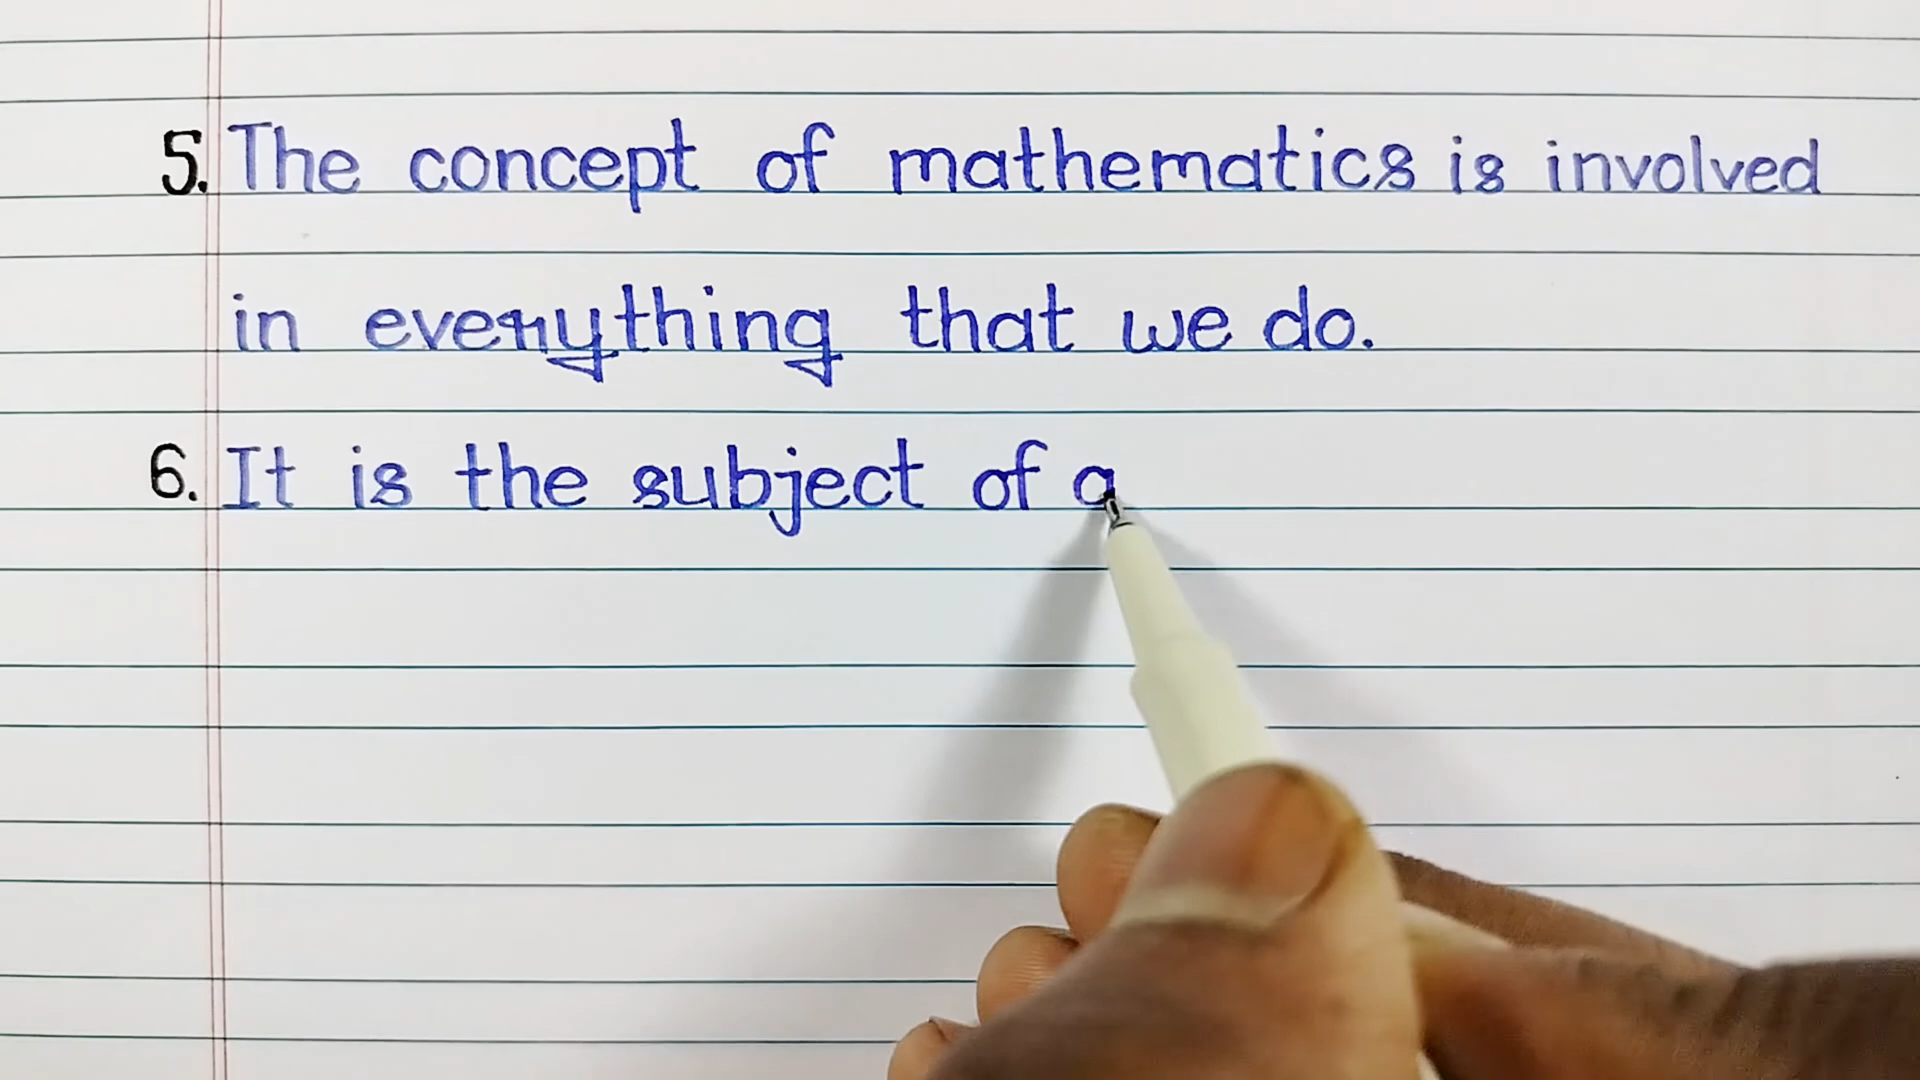 5. The concept of mathematics is involved
in everything that we do.
6. It is the subject of a